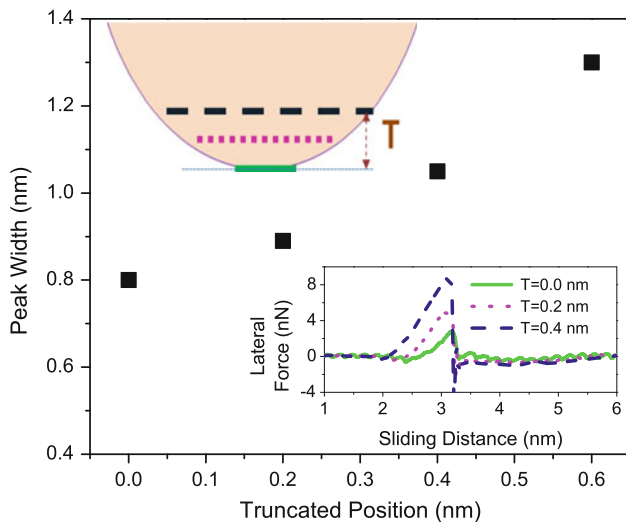 1.4
1.2
1.0
0.8
0.6
0.4
Peak Width (nm)
T
8
4
0
-4
Lateral
Force (nN)
T=0.0 nm
T=0.2 nm
T=0.4 nm
1 2 3 4 5 6
Sliding Distance (nm)
0.0 0.1 0.2 0.3 0.4 0.5 0.6
Truncated Position (nm)